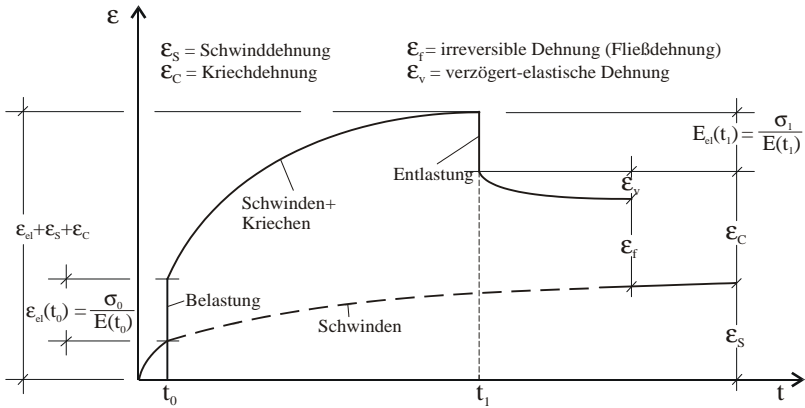 ε
ε_S = Schwinddehnung
ε_C = Kriechdehnung
ε_f = irreversible Dehnung (Fließdehnung)
ε_v = verzögert-elastische Dehnung
E_el(t_1) = σ_1 / E(t_1)
Entlastung
ε_v
Schwinden+
Kriechen
ε_el+ε_S+ε_C
ε_f
ε_C
ε_el(t_0) = σ_0 / E(t_0)
Belastung
Schwinden
ε_S
t_0
t_1
t